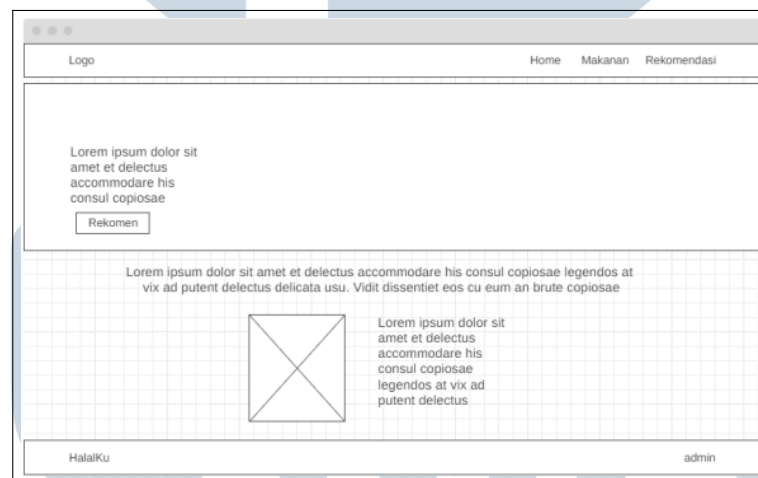 Logo
Home Makanan Rekomendasi
Lorem ipsum dolor sit
amet et delectus
accommodare his
consul copiosae
Rekomen
Lorem ipsum dolor sit amet et delectus accommodare his consul copiosae legendos at
vix ad putent delectus delicata usu. Vidit dissentiet eos cu eum an brute copiosae
Lorem ipsum dolor sit
amet et delectus
accommodare his
consul copiosae
legendos at vix ad
putent delectus
HalalKu
admin